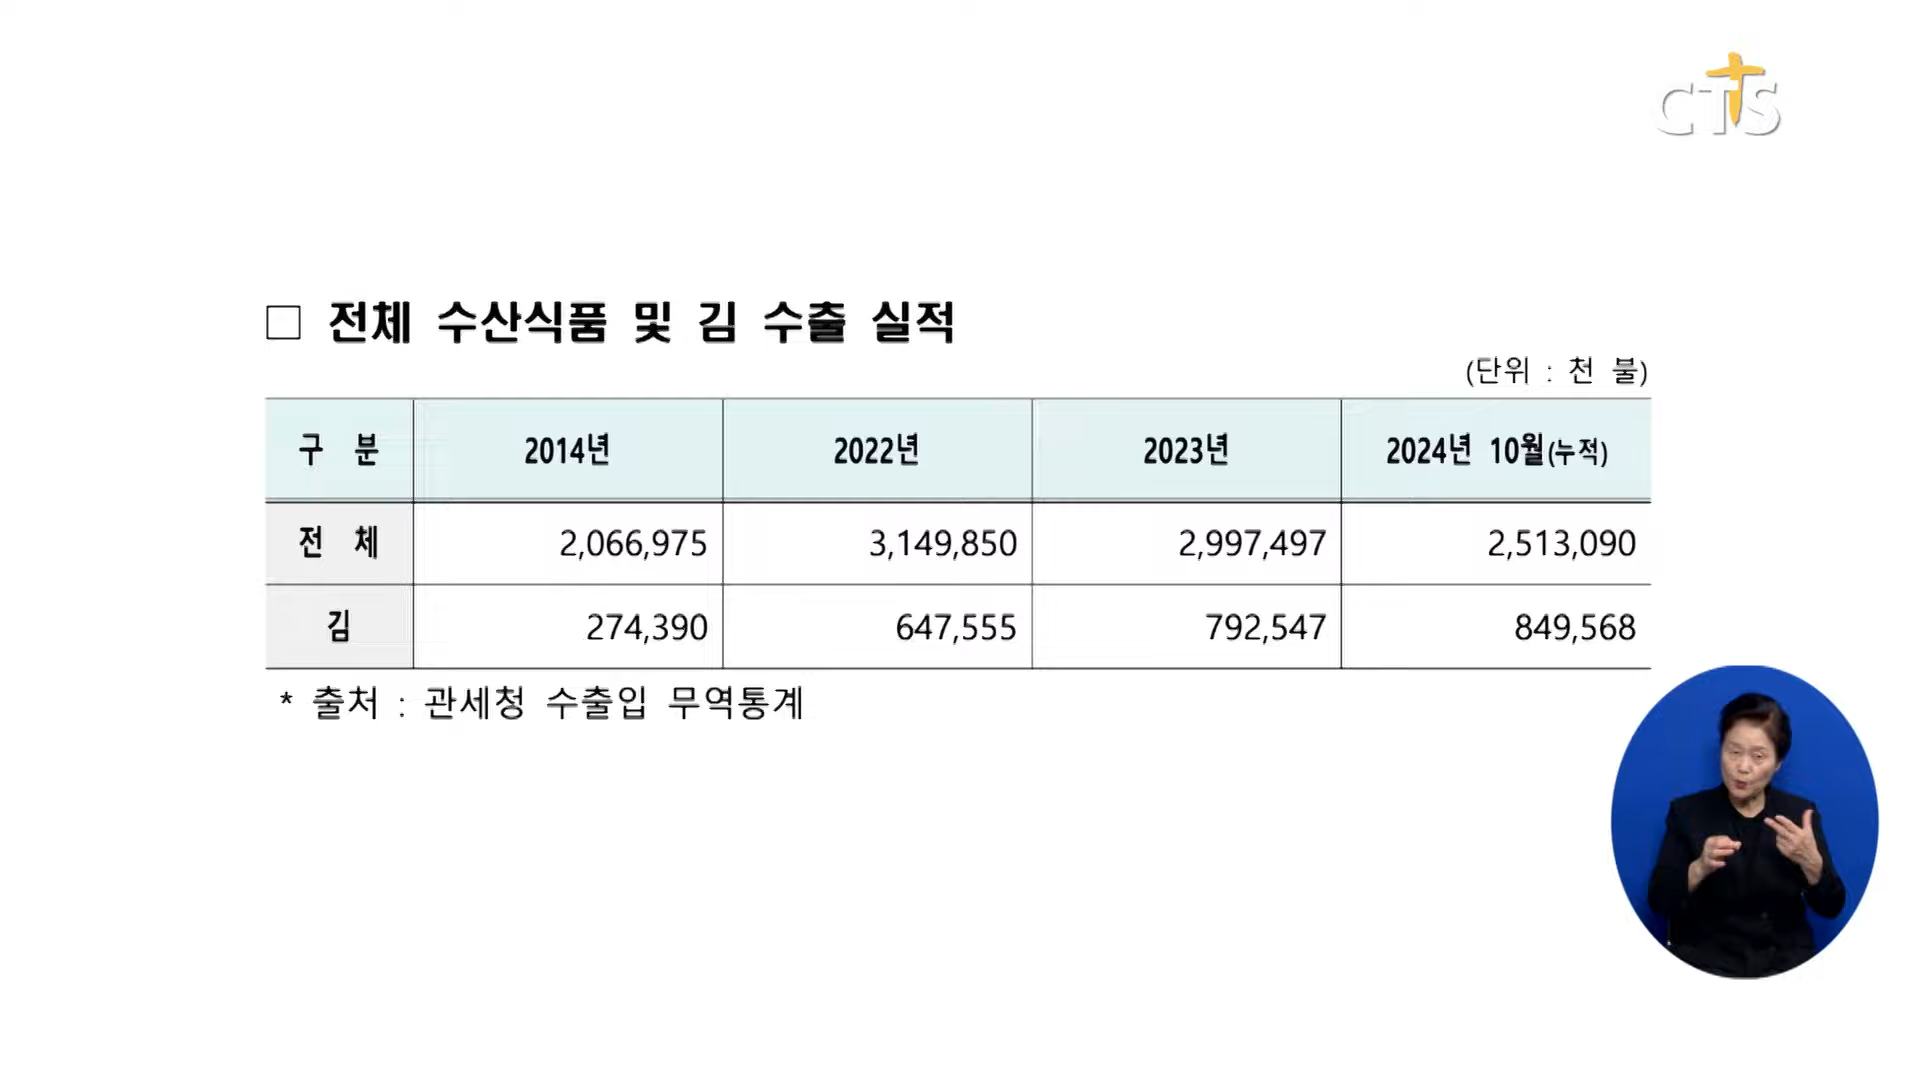 CTS
□ 전체 수산식품 및 김 수출 실적
(단위 : 천 불)
구 분 2014년 2022년 2023년 2024년 10월(누적)
전 체 2,066,975 3,149,850 2,997,497 2,513,090
김 274,390 647,555 792,547 849,568
* 출처 : 관세청 수출입 무역통계